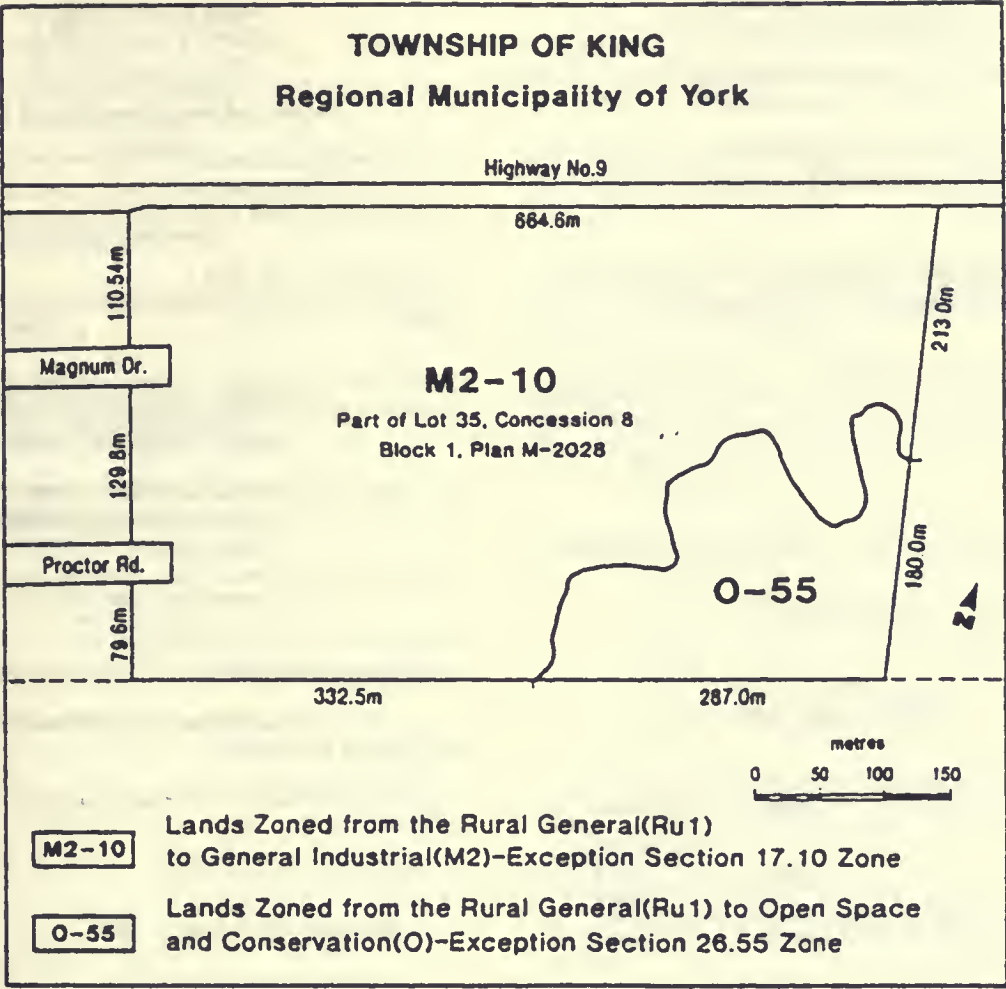 TOWNSHIP OF KING
Regional Municipality of York
Highway No.9
664.6m
110.54m
213.0m
Magnum Dr.
M2-10
Part of Lot 35, Concession 8
Block 1, Plan M-2028
129.8m
Proctor Rd.
O-55
180.0m
N
79.6m
332.5m
287.0m
metres
0 50 100 150
M2-10
Lands Zoned from the Rural General(Ru1)
to General Industrial(M2)-Exception Section 17.10 Zone
O-55
Lands Zoned from the Rural General(Ru1) to Open Space
and Conservation(O)-Exception Section 26.55 Zone